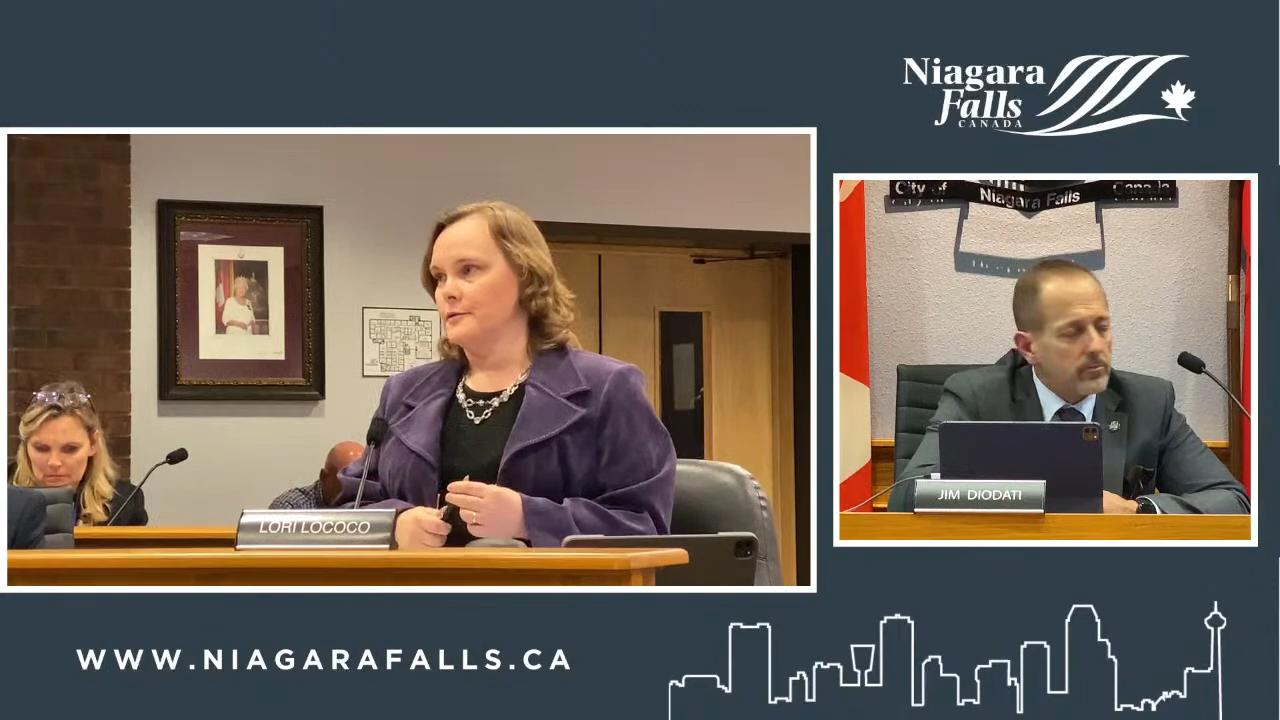 Niagara
Falls
CANADA
City of
Niagara Falls
Canada
LORI LOCOCO
JIM DIODATI
WWW.NIAGARAFALLS.CA